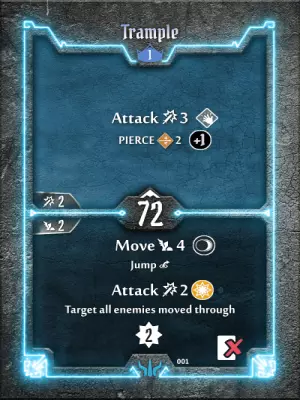 Trample
1
Attack 3
PIERCE 2 +1
2
72
2
Move 4
Jump
Attack 2
Target all enemies moved through
2
001